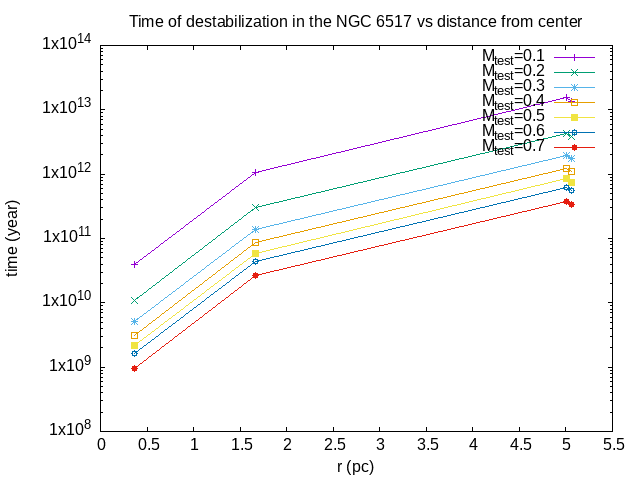 Time of destabilization in the NGC 6517 vs distance from center
1x10^14
1x10^13
1x10^12
1x10^11
1x10^10
1x10^9
1x10^8
time (year)
M_test=0.1
M_test=0.2
M_test=0.3
M_test=0.4
M_test=0.5
M_test=0.6
M_test=0.7
0 0.5 1 1.5 2 2.5 3 3.5 4 4.5 5 5.5
r (pc)